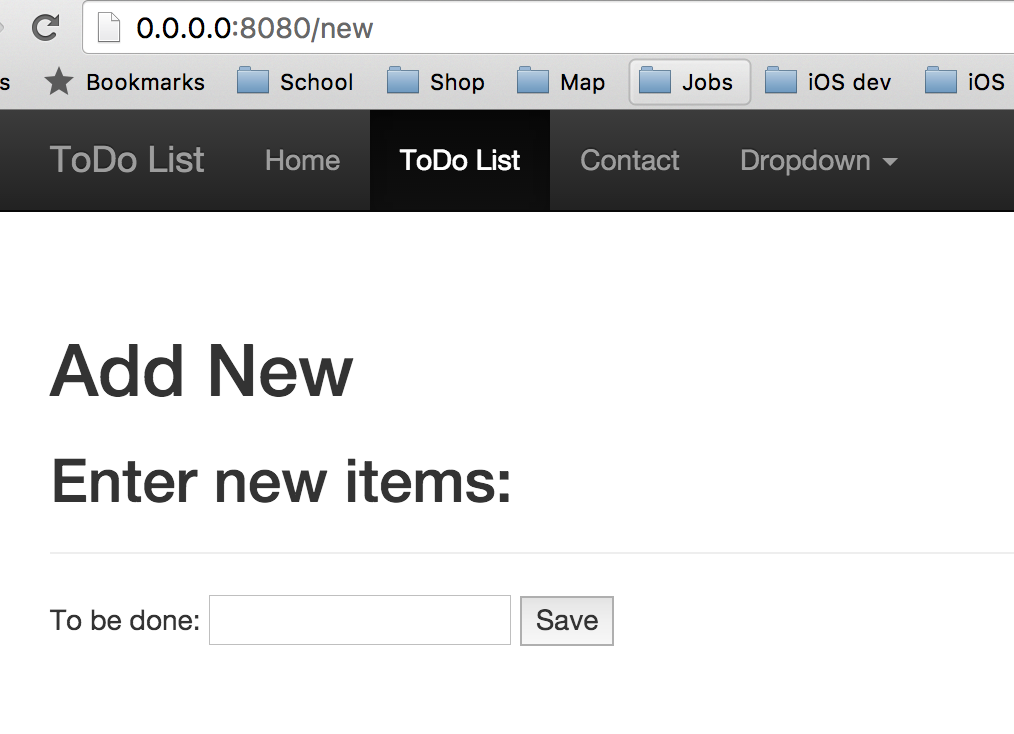 0.0.0.0:8080/new
s Bookmarks School Shop Map Jobs iOS dev iOS
ToDo List Home ToDo List Contact Dropdown
Add New
Enter new items:
To be done: Save